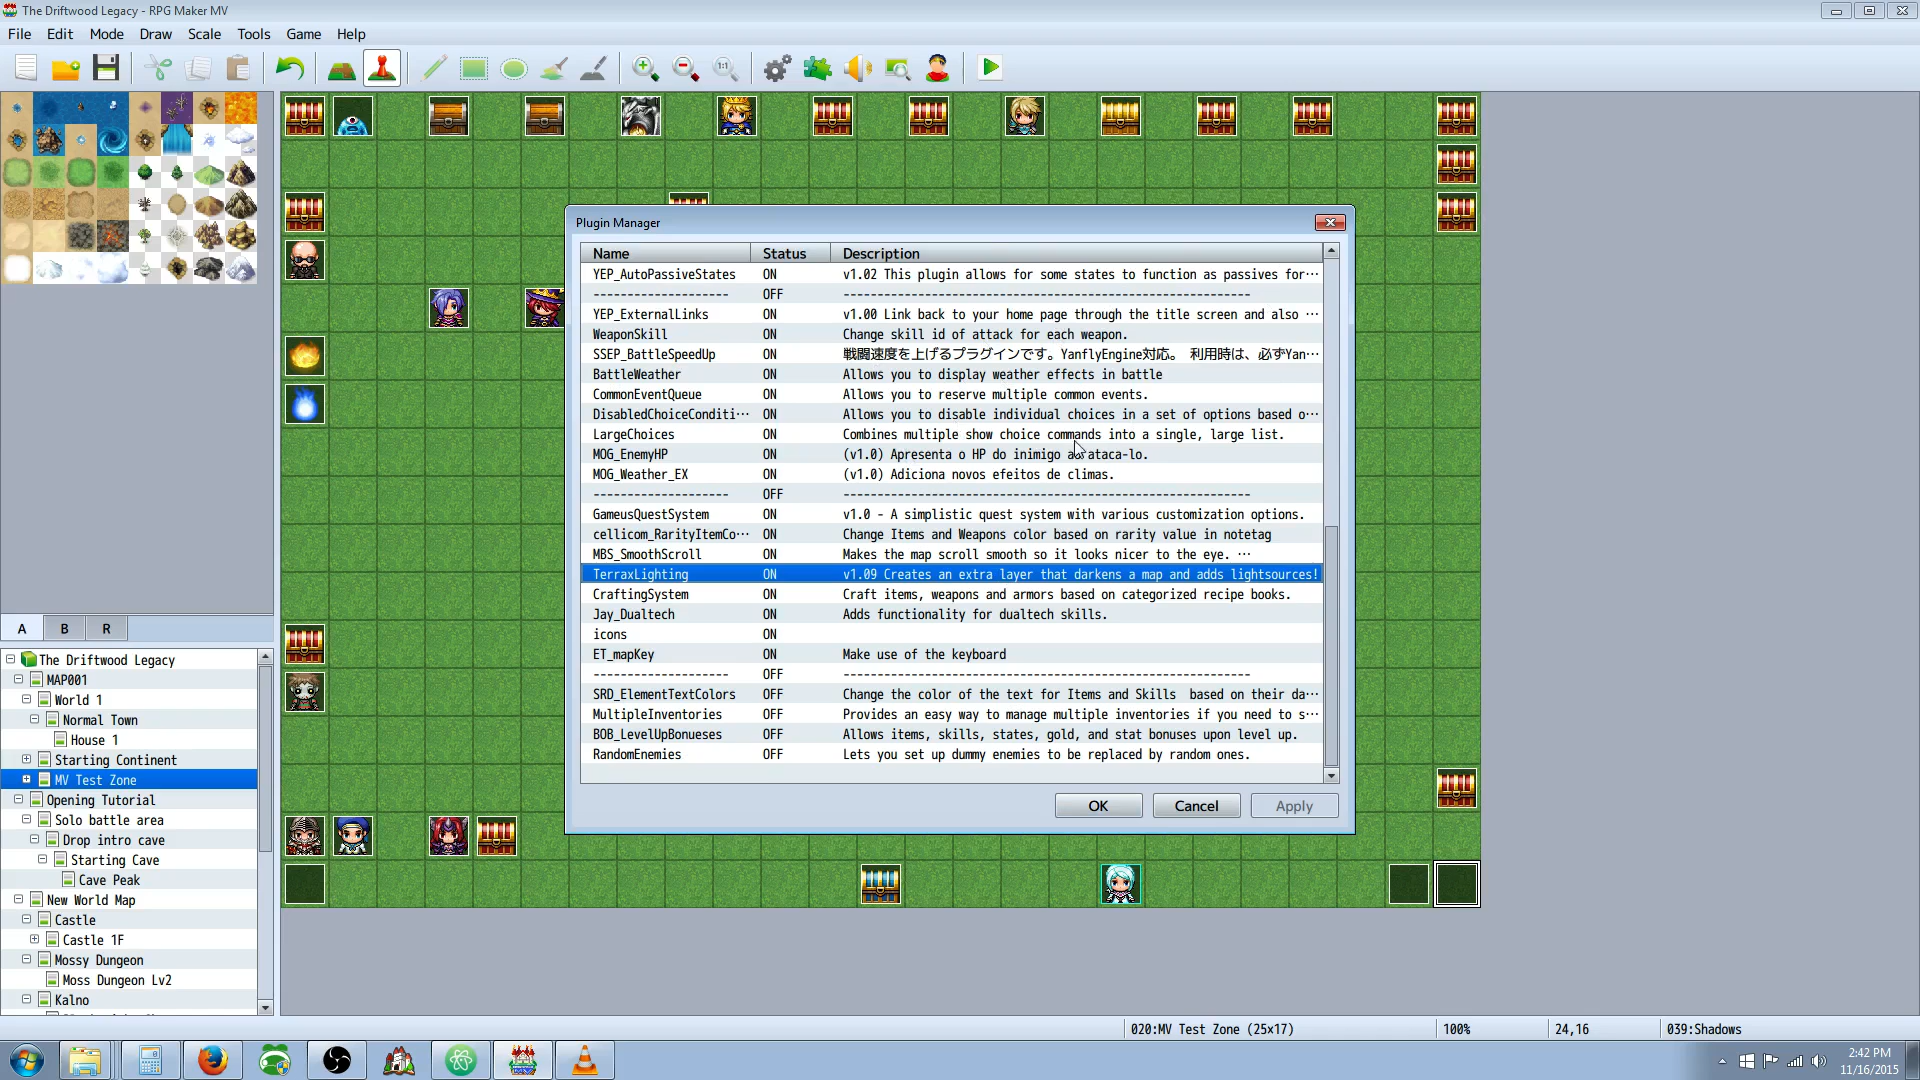 The Driftwood Legacy - RPG Maker MV
File Edit Mode Draw Scale Tools Game Help
1:1
Plugin Manager
Name Status Description
YEP_AutoPassiveStates ON v1.02 This plugin allows for some states to function as passives for···
-------------------- OFF ------------------------------------------------------------
YEP_ExternalLinks ON v1.00 Link back to your home page through the title screen and also ···
WeaponSkill ON Change skill id of attack for each weapon.
SSEP_BattleSpeedUp ON 戦闘速度を上げるプラグインです。YanflyEngine対応。 利用時は、必ずYan···
BattleWeather ON Allows you to display weather effects in battle
CommonEventQueue ON Allows you to reserve multiple common events.
DisabledChoiceConditi··· ON Allows you to disable individual choices in a set of options based o···
LargeChoices ON Combines multiple show choice commands into a single, large list.
MOG_EnemyHP ON (v1.0) Apresenta o HP do inimigo ao ataca-lo.
MOG_Weather_EX ON (v1.0) Adiciona novos efeitos de climas.
-------------------- OFF ------------------------------------------------------------
GameusQuestSystem ON v1.0 - A simplistic quest system with various customization options.
cellicom_RarityItemCo··· ON Change Items and Weapons color based on rarity value in notetag
MBS_SmoothScroll ON Makes the map scroll smooth so it looks nicer to the eye. ···
TerraxLighting ON v1.09 Creates an extra layer that darkens a map and adds lightsources!
CraftingSystem ON Craft items, weapons and armors based on categorized recipe books.
Jay_Dualtech ON Adds functionality for dualtech skills.
icons ON
ET_mapKey ON Make use of the keyboard
-------------------- OFF ------------------------------------------------------------
SRD_ElementTextColors OFF Change the color of the text for Items and Skills  based on their da···
MultipleInventories OFF Provides an easy way to manage multiple inventories if you need to s···
BOB_LevelUpBonueses OFF Allows items, skills, states, gold, and stat bonuses upon level up.
RandomEnemies OFF Lets you set up dummy enemies to be replaced by random ones.
OK Cancel Apply
A B R
The Driftwood Legacy
MAP001
World 1
Normal Town
House 1
Starting Continent
MV Test Zone
Opening Tutorial
Solo battle area
Drop intro cave
Starting Cave
Cave Peak
New World Map
Castle
Castle 1F
Mossy Dungeon
Moss Dungeon Lv2
Kalno
020:MV Test Zone (25x17) 100% 24,16 039:Shadows
2:42 PM
11/16/2015